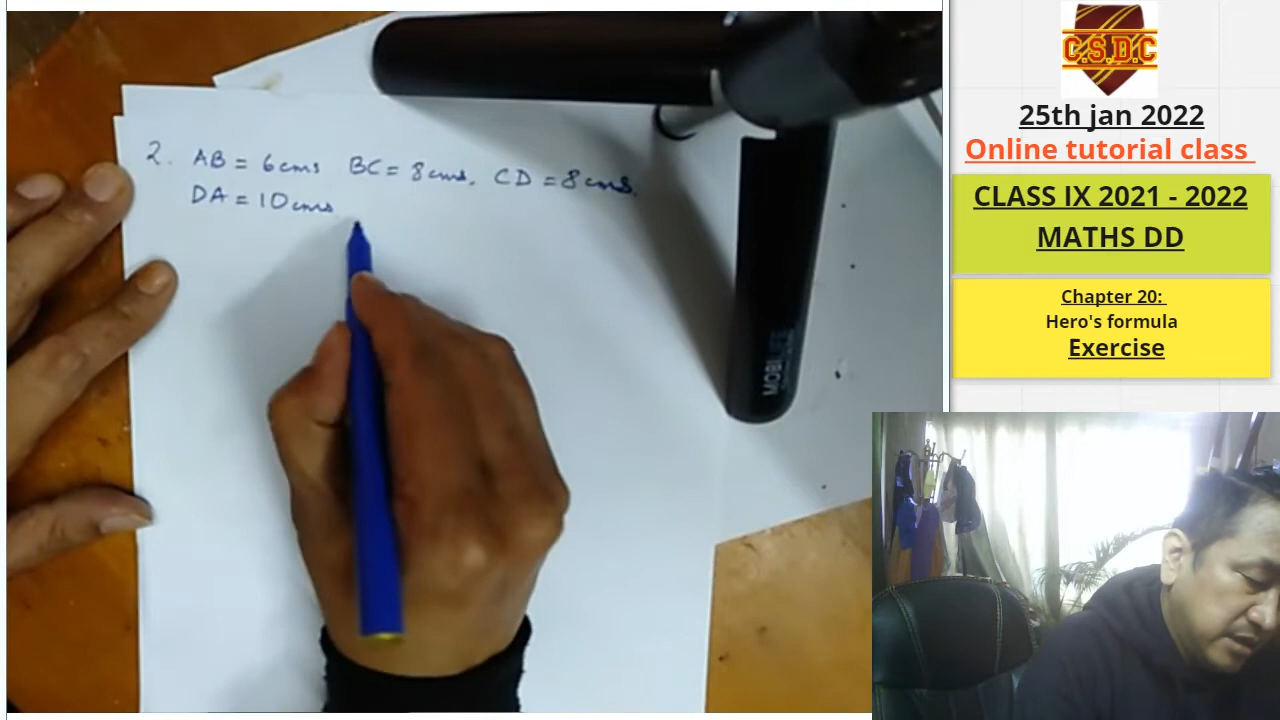 2. AB = 6cms BC = 8cms. CD = 8cms.
DA = 10cms
MOBILIFE
C.S.D.C
25th jan 2022
Online tutorial class
CLASS IX 2021 - 2022
MATHS DD
Chapter 20:
Hero's formula
Exercise